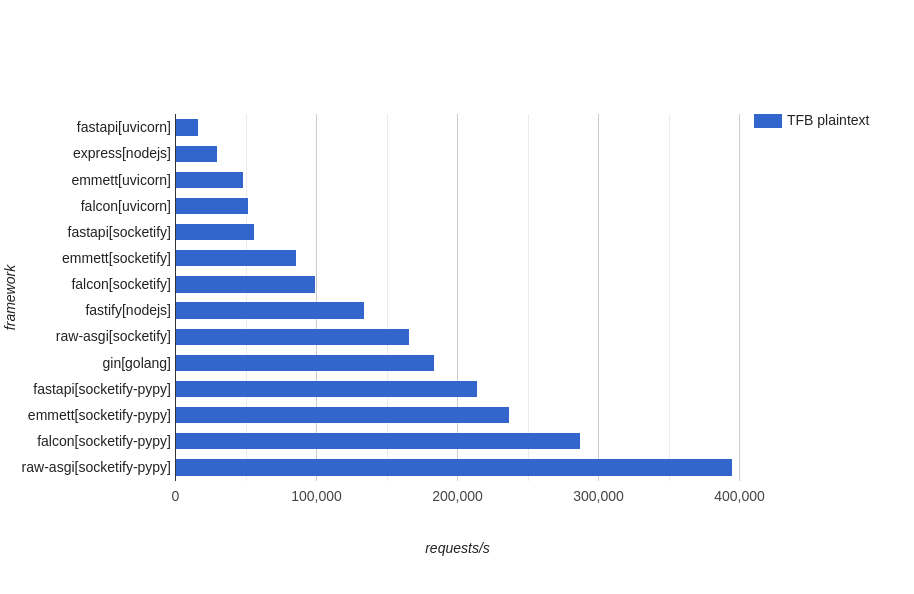 TFB plaintext
fastapi[uvicorn]
express[nodejs]
emmett[uvicorn]
falcon[uvicorn]
fastapi[socketify]
emmett[socketify]
falcon[socketify]
fastify[nodejs]
raw-asgi[socketify]
gin[golang]
fastapi[socketify-pypy]
emmett[socketify-pypy]
falcon[socketify-pypy]
raw-asgi[socketify-pypy]
framework
0 100,000 200,000 300,000 400,000
requests/s